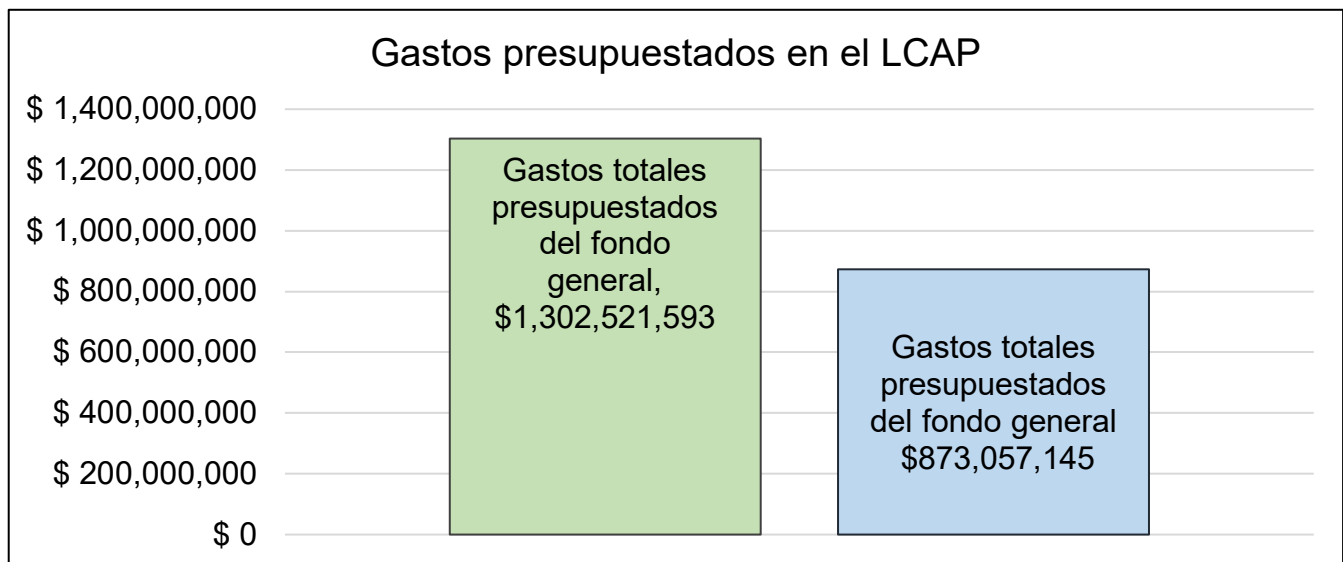 Gastos presupuestados en el LCAP
$ 1,400,000,000
$ 1,200,000,000
$ 1,000,000,000
$ 800,000,000
$ 600,000,000
$ 400,000,000
$ 200,000,000
$ 0
Gastos totales
presupuestados
del fondo
general,
$1,302,521,593
Gastos totales
presupuestados
del fondo general
$873,057,145